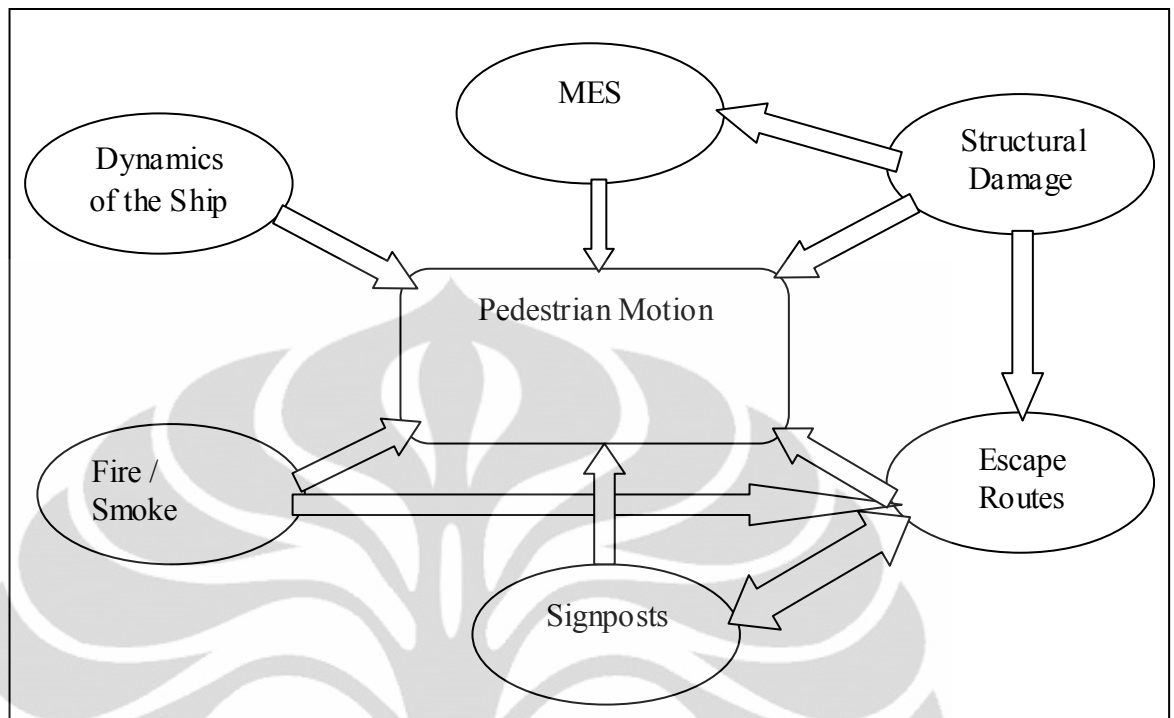 MES
Structural
Damage
Dynamics
of the Ship
Pedestrian Motion
Fire /
Smoke
Escape
Routes
Signposts